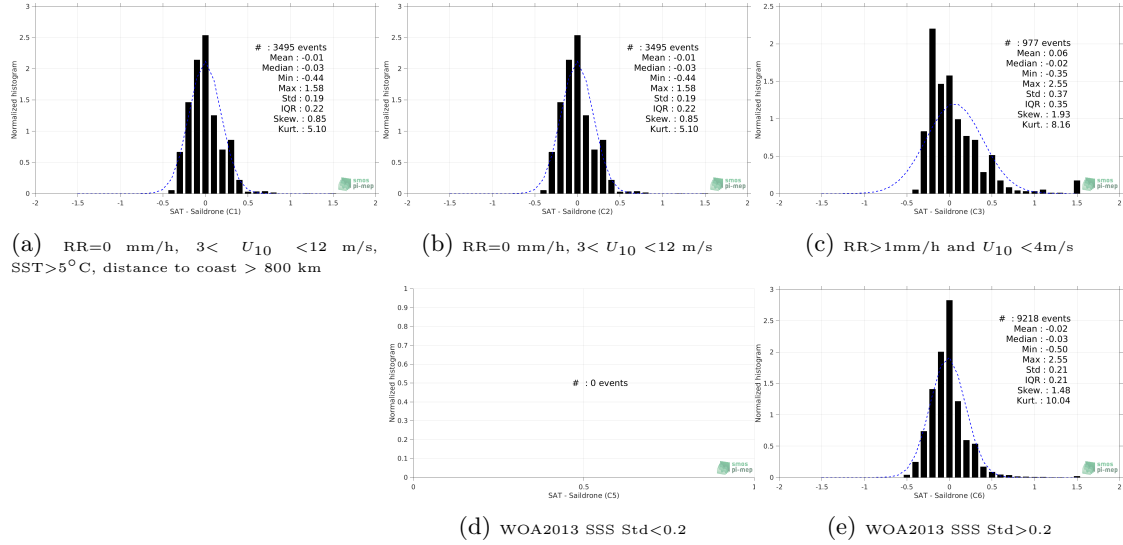 3
2.5
2
1.5
1
0.5
0
Normalized histogram
# : 3495 events
Mean : -0.01
Median : -0.03
Min : -0.44
Max : 1.58
Std : 0.19
IQR : 0.22
Skew. : 0.85
Kurt. : 5.10
smos
pi-mep
-2 -1.5 -1 -0.5 0 0.5 1 1.5 2
SAT - Saildrone (C1)
(a) RR=0 mm/h, 3< U10 <12 m/s,
SST>5°C, distance to coast > 800 km
3
2.5
2
1.5
1
0.5
0
Normalized histogram
# : 3495 events
Mean : -0.01
Median : -0.03
Min : -0.44
Max : 1.58
Std : 0.19
IQR : 0.22
Skew. : 0.85
Kurt. : 5.10
smos
pi-mep
-2 -1.5 -1 -0.5 0 0.5 1 1.5 2
SAT - Saildrone (C2)
(b) RR=0 mm/h, 3< U10 <12 m/s
2.5
2
1.5
1
0.5
0
Normalized histogram
# : 977 events
Mean : 0.06
Median : -0.02
Min : -0.35
Max : 2.55
Std : 0.37
IQR : 0.35
Skew. : 1.93
Kurt. : 8.16
smos
pi-mep
-2 -1.5 -1 -0.5 0 0.5 1 1.5 2
SAT - Saildrone (C3)
(c) RR>1mm/h and U10 <4m/s
1
0.9
0.8
0.7
0.6
0.5
0.4
0.3
0.2
0.1
0
Normalized histogram
# : 0 events
smos
pi-mep
0 0.5 1
SAT - Saildrone (C5)
(d) WOA2013 SSS Std<0.2
3
2.5
2
1.5
1
0.5
0
Normalized histogram
# : 9218 events
Mean : -0.02
Median : -0.03
Min : -0.50
Max : 2.55
Std : 0.21
IQR : 0.21
Skew. : 1.48
Kurt. : 10.04
smos
pi-mep
-2 -1.5 -1 -0.5 0 0.5 1 1.5 2
SAT - Saildrone (C6)
(e) WOA2013 SSS Std>0.2